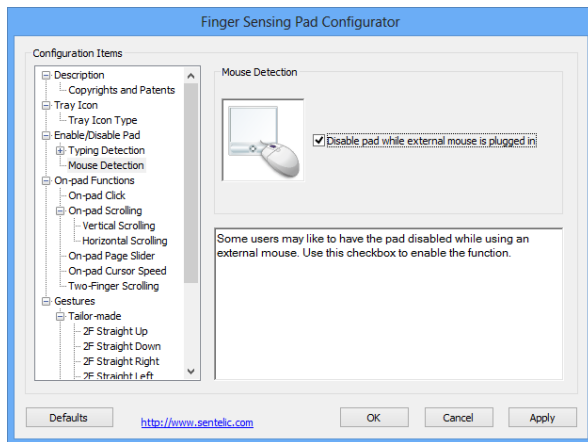 Finger Sensing Pad Configurator
Configuration Items
Description
Copyrights and Patents
Tray Icon
Tray Icon Type
Enable/Disable Pad
Typing Detection
Mouse Detection
On-pad Functions
On-pad Click
On-pad Scrolling
Vertical Scrolling
Horizontal Scrolling
On-pad Page Slider
On-pad Cursor Speed
Two-Finger Scrolling
Gestures
Tailor-made
2F Straight Up
2F Straight Down
2F Straight Right
2F Straight Left
Mouse Detection
Disable pad while external mouse is plugged in
Some users may like to have the pad disabled while using an
external mouse. Use this checkbox to enable the function.
Defaults
http://www.sentelic.com
OK
Cancel
Apply